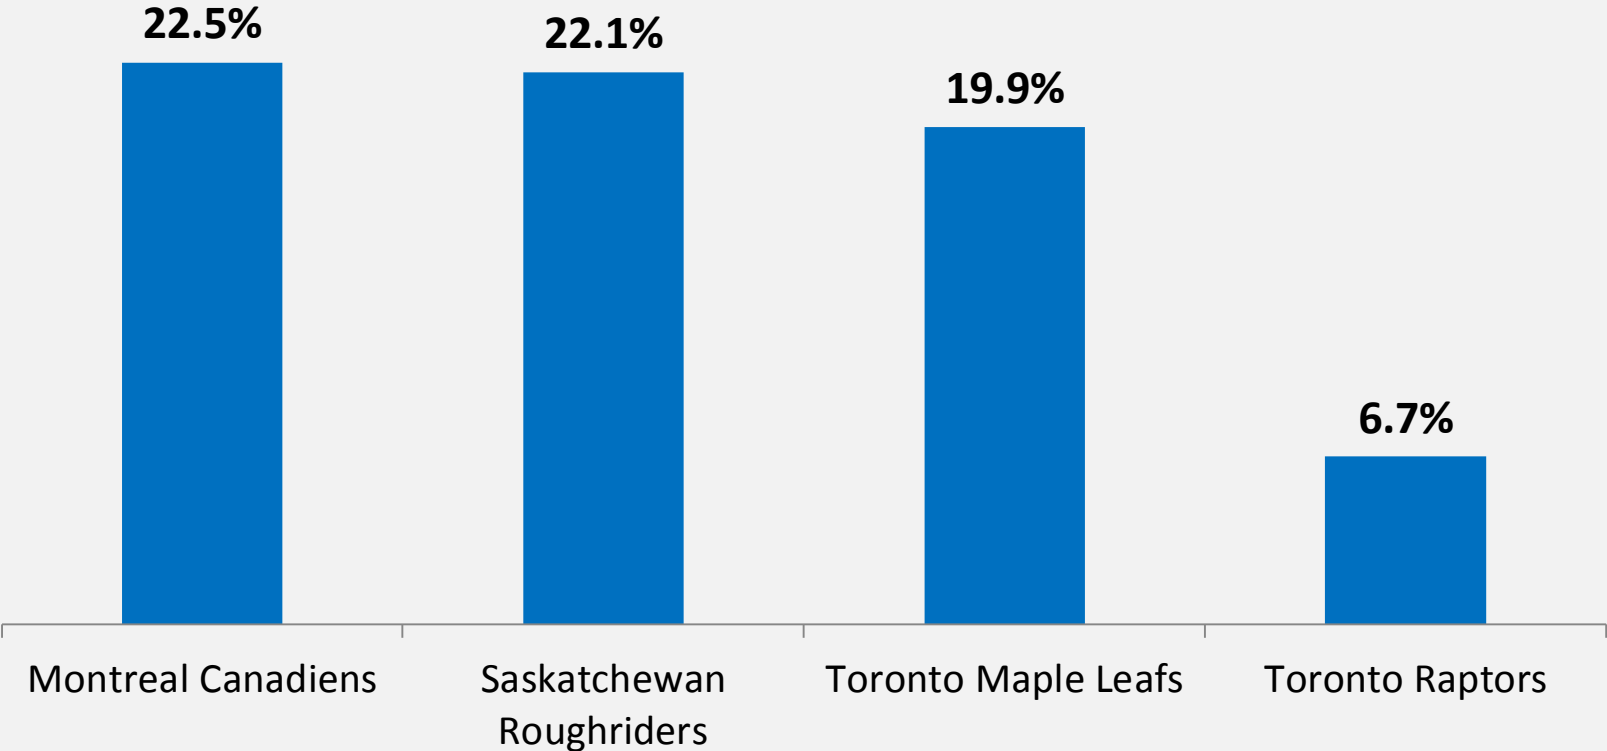 22.5%
22.1%
19.9%
6.7%
Montreal Canadiens
Saskatchewan
Roughriders
Toronto Maple Leafs
Toronto Raptors